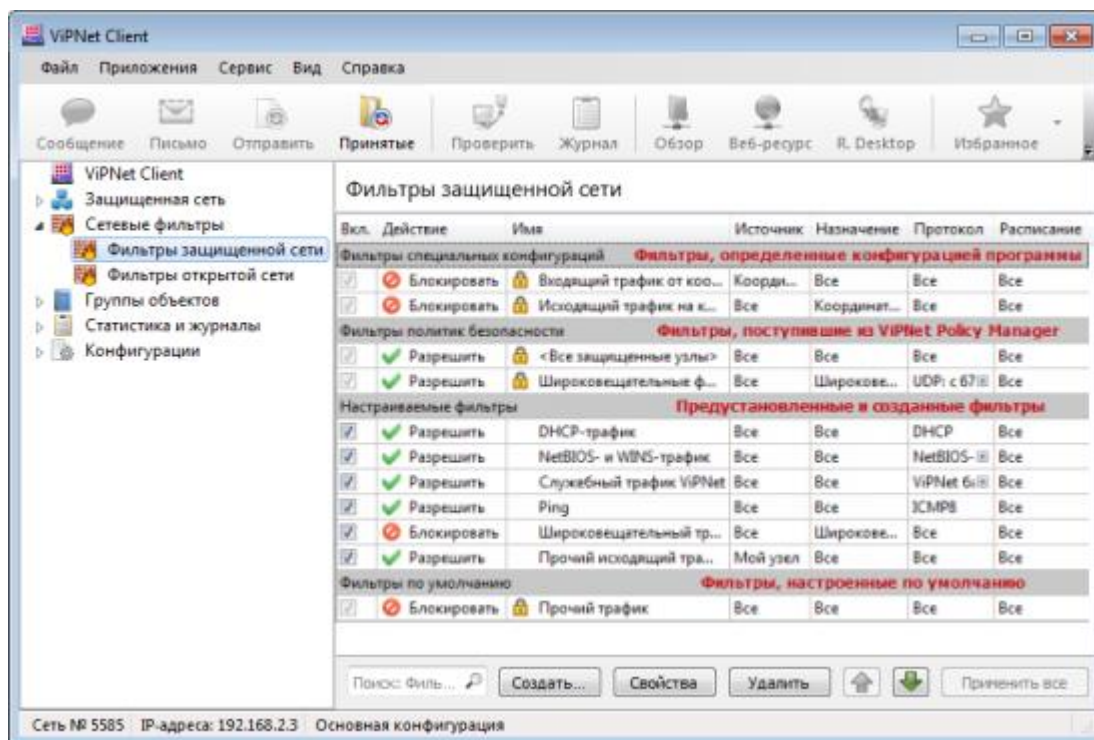 ViPNet Client
Файл Приложения Сервис Вид Справка
Сообщение Письмо Отправить Принятые Проверить Журнал Обзор Веб-ресурс R. Desktop Избранное
ViPNet Client
Защищенная сеть
Сетевые фильтры
Фильтры защищенной сети
Фильтры открытой сети
Группы объектов
Статистика и журналы
Конфигурации
Фильтры защищенной сети
Вкл. Действие Имя Источник Назначение Протокол Расписание
Фильтры специальных конфигураций Фильтры, определенные конфигурацией программы
Блокировать Входящий трафик от коо... Коорди... Все Все Все
Блокировать Исходящий трафик на к... Все Координат... Все Все
Фильтры политик безопасности Фильтры, поступившие из ViPNet Policy Manager
Разрешить <Все защищенные узлы> Все Все Все Все
Разрешить Широковещательные ф... Все Широкове... UDP: с 67 Все
Настраиваемые фильтры Предустановленные и созданные фильтры
Разрешить DHCP-трафик Все Все DHCP Все
Разрешить NetBIOS- и WINS-трафик Все Все NetBIOS- Все
Разрешить Служебный трафик ViPNet Все Все ViPNet Все
Разрешить Ping Все Все ICMP8 Все
Блокировать Широковещательный тр... Все Широкове... Все Все
Разрешить Прочий исходящий тра... Мой узел Все Все Все
Фильтры по умолчанию Фильтры, настроенные по умолчанию
Блокировать Прочий трафик Все Все Все Все
Поиск: Филь... Создать... Свойства Удалить Применить все
Сеть № 5585 IP-адреса: 192.168.2.3 Основная конфигурация